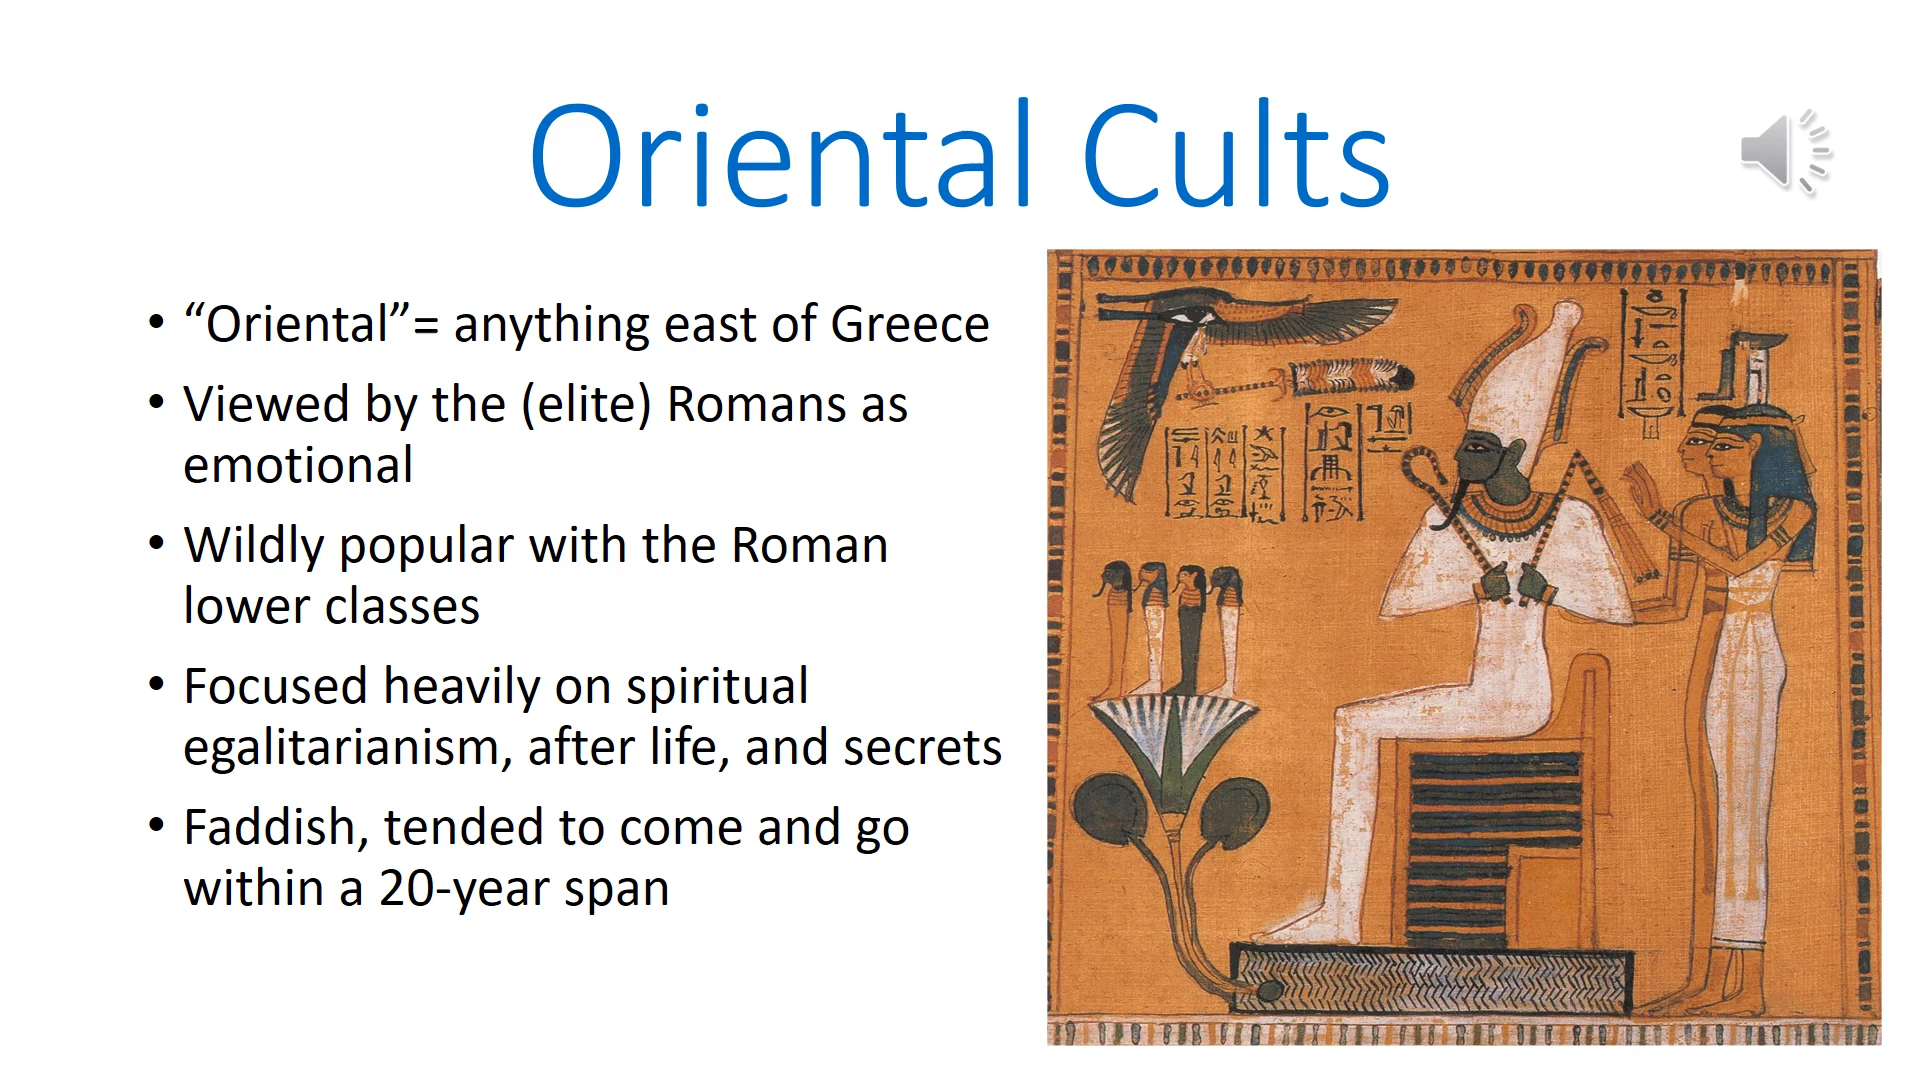 Oriental Cults
• “Oriental”= anything east of Greece
• Viewed by the (elite) Romans as
emotional
• Wildly popular with the Roman
lower classes
• Focused heavily on spiritual
egalitarianism, after life, and secrets
• Faddish, tended to come and go
within a 20-year span